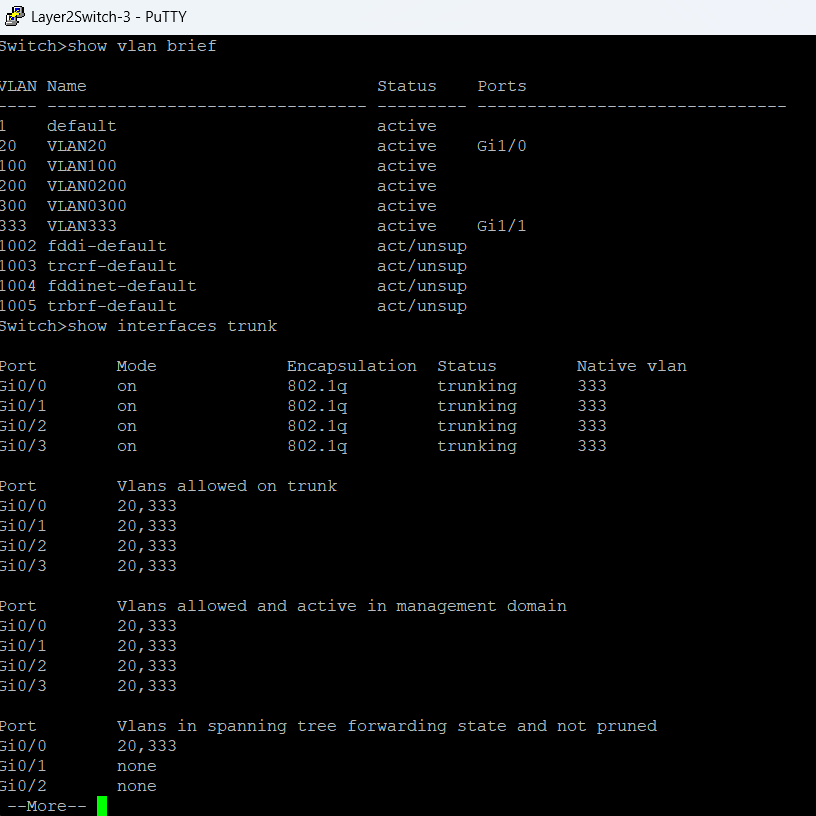 Layer2Switch-3 - PuTTY
Switch>show vlan brief
VLAN Name                             Status    Ports
---- -------------------------------- --------- -------------------------------
1    default                          active
20   VLAN20                           active    Gi1/0
100  VLAN100                          active
200  VLAN0200                         active
300  VLAN0300                         active
333  VLAN333                          active    Gi1/1
1002 fddi-default                     act/unsup
1003 trcrf-default                    act/unsup
1004 fddinet-default                  act/unsup
1005 trbrf-default                    act/unsup
Switch>show interfaces trunk
Port        Mode             Encapsulation  Status        Native vlan
Gi0/0       on               802.1q         trunking      333
Gi0/1       on               802.1q         trunking      333
Gi0/2       on               802.1q         trunking      333
Gi0/3       on               802.1q         trunking      333
Port        Vlans allowed on trunk
Gi0/0       20,333
Gi0/1       20,333
Gi0/2       20,333
Gi0/3       20,333
Port        Vlans allowed and active in management domain
Gi0/0       20,333
Gi0/1       20,333
Gi0/2       20,333
Gi0/3       20,333
Port        Vlans in spanning tree forwarding state and not pruned
Gi0/0       20,333
Gi0/1       none
Gi0/2       none
--More--